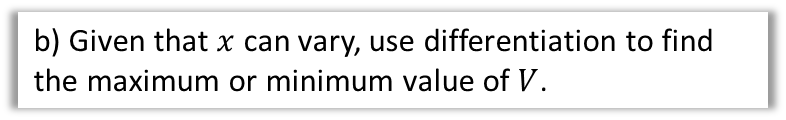 b) Given that x can vary, use differentiation to find
the maximum or minimum value of V.